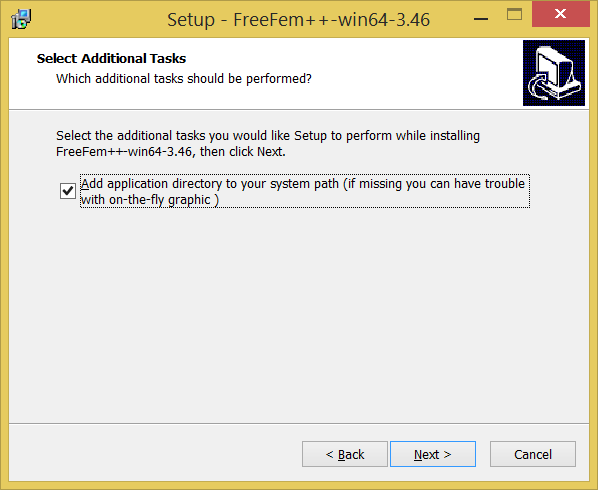 Setup - FreeFem++-win64-3.46
Select Additional Tasks
Which additional tasks should be performed?
Select the additional tasks you would like Setup to perform while installing
FreeFem++-win64-3.46, then click Next.
Add application directory to your system path (if missing you can have trouble
with on-the-fly graphic )
< Back
Next >
Cancel